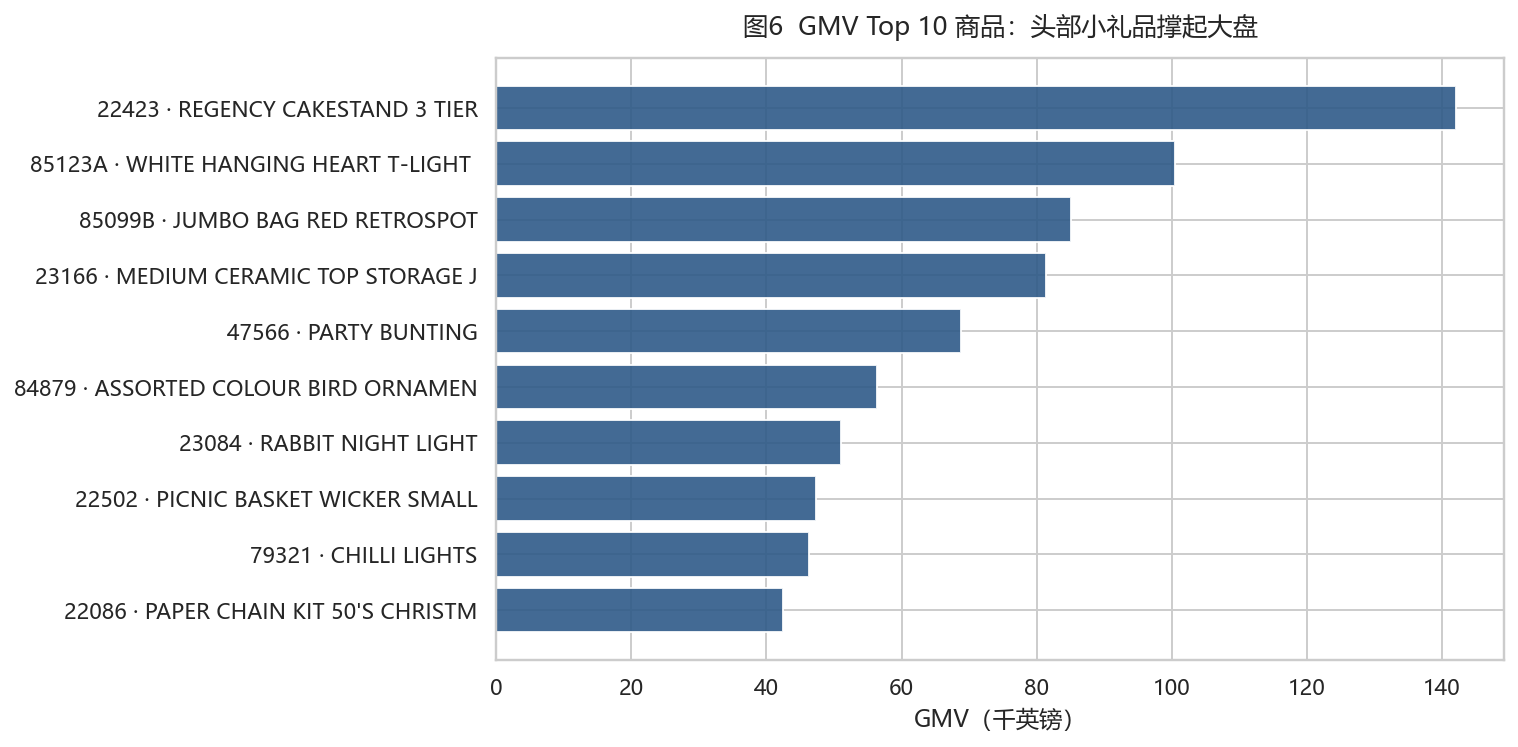 图6  GMV Top 10 商品：头部小礼品撑起大盘
22423 · REGENCY CAKESTAND 3 TIER
85123A · WHITE HANGING HEART T-LIGHT
85099B · JUMBO BAG RED RETROSPOT
23166 · MEDIUM CERAMIC TOP STORAGE J
47566 · PARTY BUNTING
84879 · ASSORTED COLOUR BIRD ORNAMEN
23084 · RABBIT NIGHT LIGHT
22502 · PICNIC BASKET WICKER SMALL
79321 · CHILLI LIGHTS
22086 · PAPER CHAIN KIT 50'S CHRISTM
0 20 40 60 80 100 120 140
GMV（千英镑）